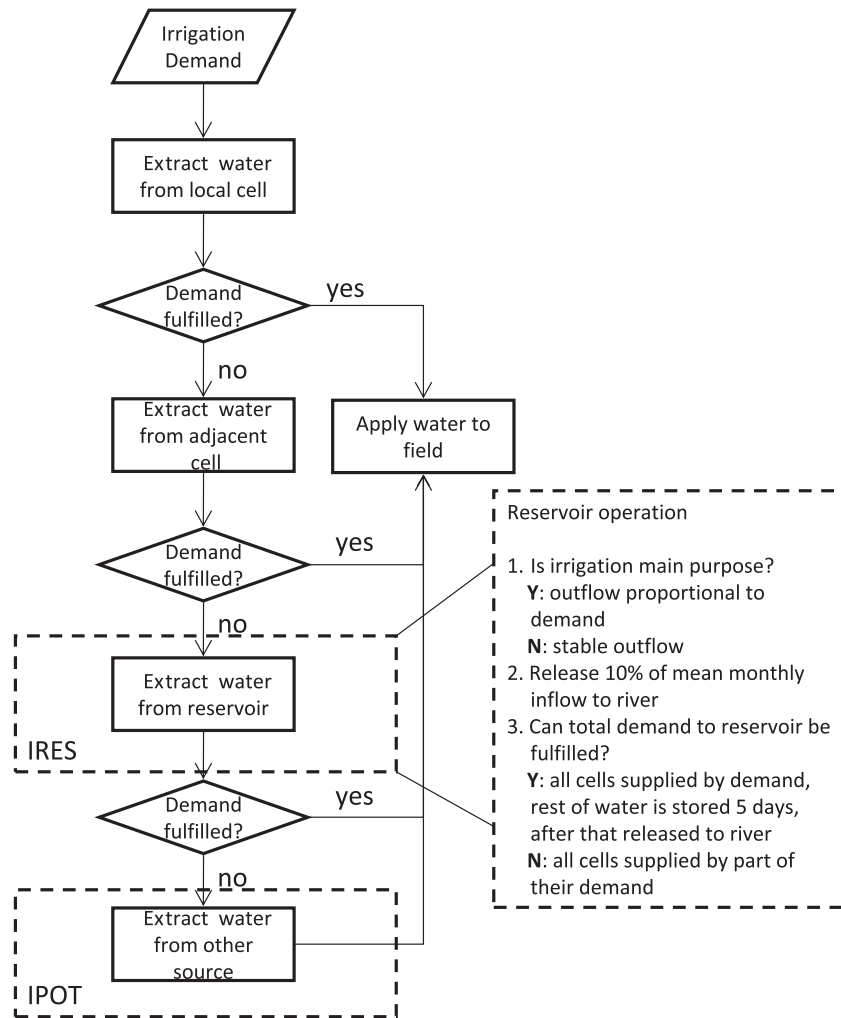 Irrigation
Demand
Extract water
from local cell
Demand
fulfilled?
yes
no
Extract water
from adjacent
cell
Apply water to
field
Demand
fulfilled?
yes
no
Extract water
from reservoir
IRES
Demand
fulfilled?
yes
no
Extract water
from other
source
IPOT
Reservoir operation
1. Is irrigation main purpose?
Y: outflow proportional to
demand
N: stable outflow
2. Release 10% of mean monthly
inflow to river
3. Can total demand to reservoir be
fulfilled?
Y: all cells supplied by demand,
rest of water is stored 5 days,
after that released to river
N: all cells supplied by part of
their demand